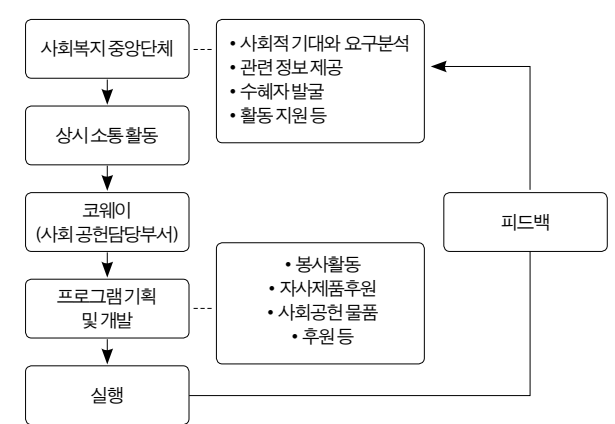 사회복지 중앙단체
• 사회적 기대와 요구분석
• 관련 정보 제공
• 수혜자 발굴
• 활동 지원 등
상시 소통 활동
코웨이
(사회 공헌담당부서)
피드백
프로그램 기획
및 개발
• 봉사활동
• 자사제품후원
• 사회공헌 물품
• 후원 등
실행